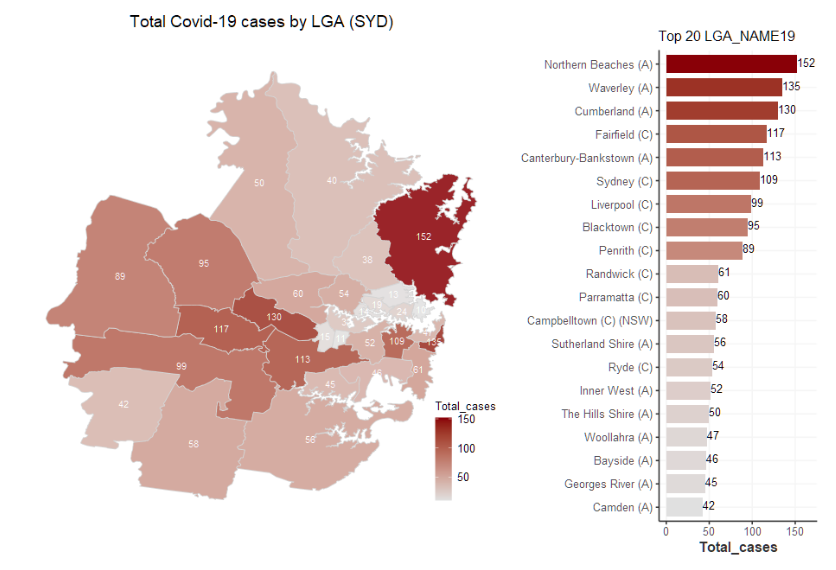 Total Covid-19 cases by LGA (SYD)
50
40
152
38
95
89
60
54
13
19
24
130
117
113
109
135
52
99
45
61
42
58
56
Total_cases
150
100
50
Top 20 LGA_NAME19
Northern Beaches (A) 152
Waverley (A) 135
Cumberland (A) 130
Fairfield (C) 117
Canterbury-Bankstown (A) 113
Sydney (C) 109
Liverpool (C) 99
Blacktown (C) 95
Penrith (C) 89
Randwick (C) 61
Parramatta (C) 60
Campbelltown (C) (NSW) 58
Sutherland Shire (A) 56
Ryde (C) 54
Inner West (A) 52
The Hills Shire (A) 50
Woollahra (A) 47
Bayside (A) 46
Georges River (A) 45
Camden (A) 42
0 50 100 150
Total_cases